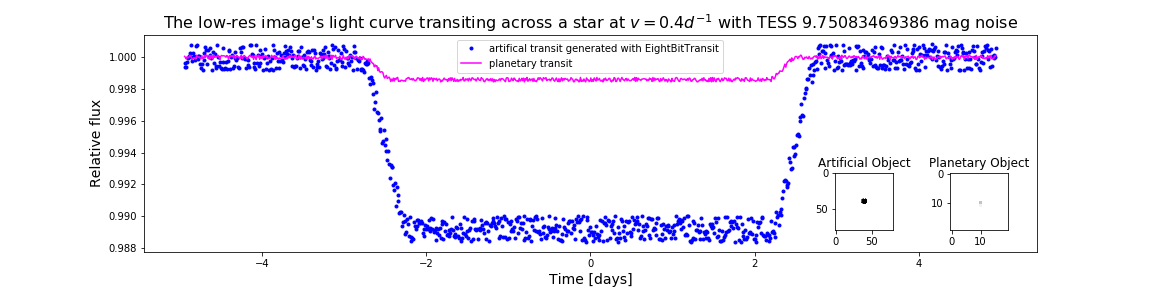 The low-res image's light curve transiting across a star at v = 0.4d⁻¹ with TESS 9.75083469386 mag noise
artifical transit generated with EightBitTransit
planetary transit
Relative flux
1.000
0.998
0.996
0.994
0.992
0.990
0.988
Artificial Object
0
50
0 50
Planetary Object
0
10
0 10
−4 −2 0 2 4
Time [days]